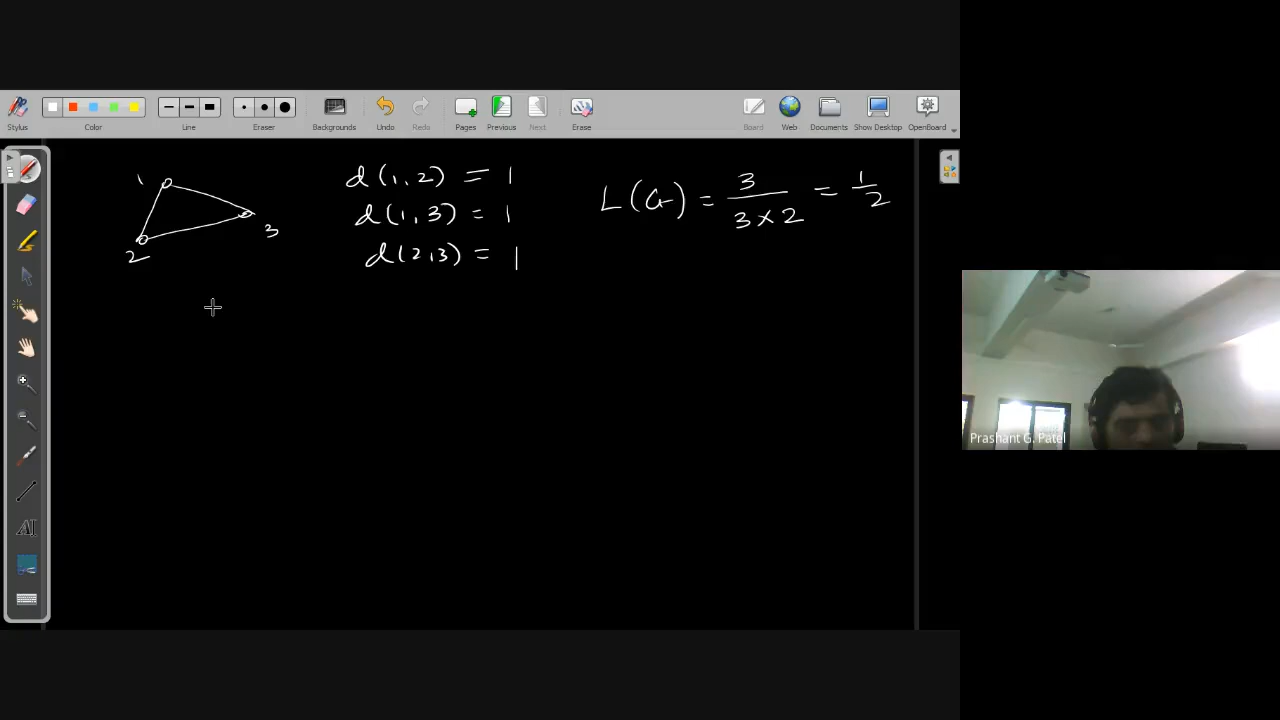 Stylus Color Line Eraser Backgrounds Undo Redo Pages Previous Next Erase Board Web Documents Show Desktop OpenBoard
1
2
3
d(1,2) = 1
d(1,3) = 1
d(2,3) = 1
L(G) = 3/3×2 = 1/2
AI
Prashant G. Patel